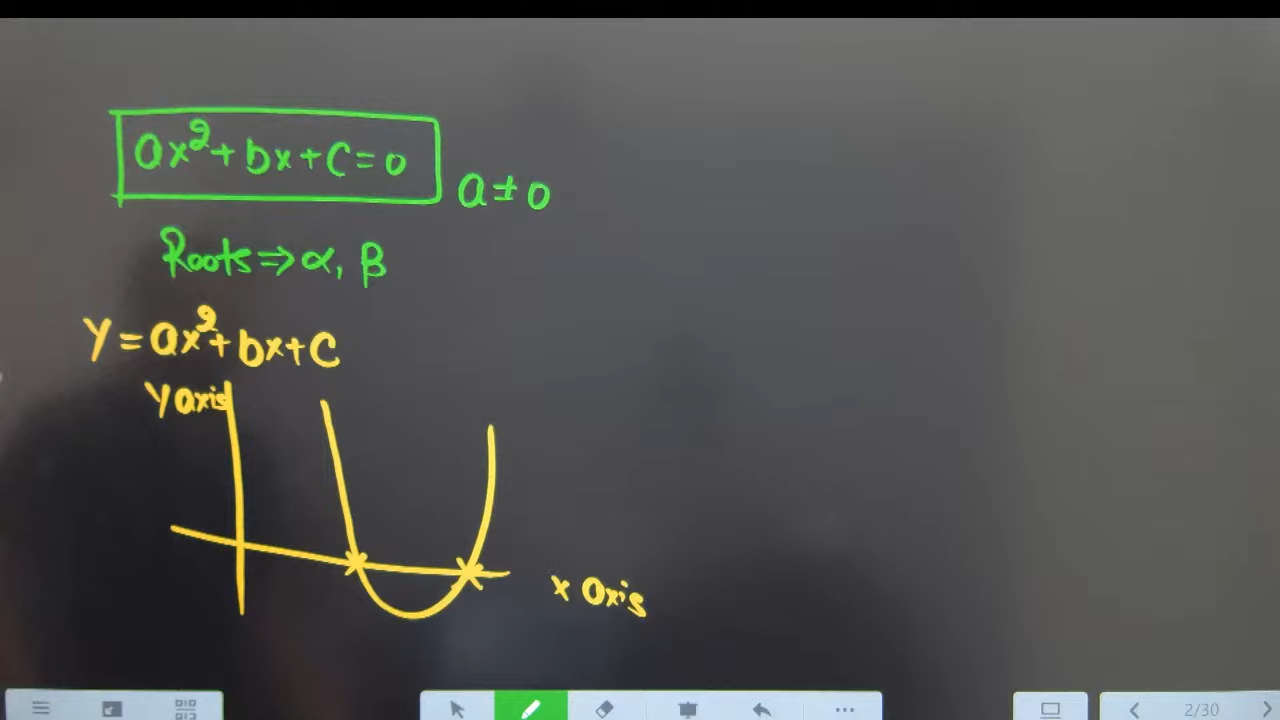 ax²+bx+c=0
a≠0
Roots⇒α, β
y=ax²+bx+c
y axis
x axis
2/30